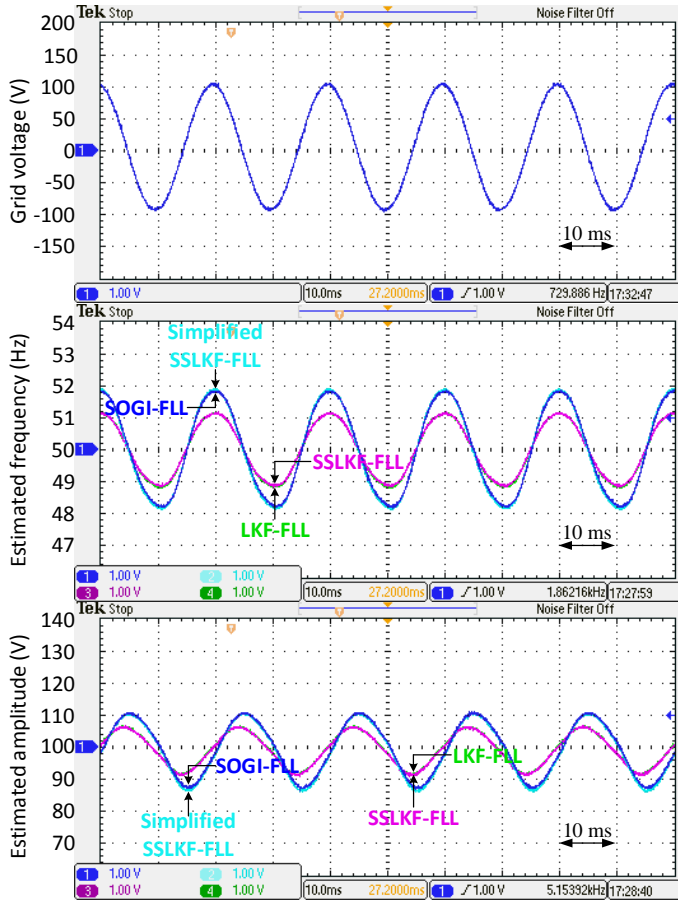 Tek Stop
Noise Filter Off
200
150
100
50
0
-50
-100
-150
Grid voltage (V)
1
10 ms
1 1.00 V
10.0ms
27.2000ms
1 1.00 V
729.886 Hz
17:32:47
Tek Stop
Noise Filter Off
54
53
52
51
50
49
48
47
Estimated frequency (Hz)
1
Simplified
SSLKF-FLL
SOGI-FLL
SSLKF-FLL
LKF-FLL
10 ms
1 1.00 V 2 1.00 V
3 1.00 V 4 1.00 V
10.0ms
27.2000ms
1 1.00 V
1.86216kHz
17:27:59
Tek Stop
Noise Filter Off
140
130
120
110
100
90
80
70
Estimated amplitude (V)
1
SOGI-FLL
LKF-FLL
Simplified
SSLKF-FLL
SSLKF-FLL
10 ms
1 1.00 V 2 1.00 V
3 1.00 V 4 1.00 V
10.0ms
27.2000ms
1 1.00 V
5.15392kHz
17:28:40